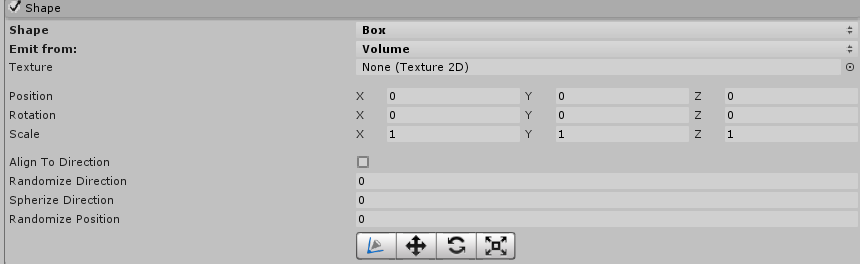 Shape
Shape Box
Emit from: Volume
Texture None (Texture 2D)
Position X 0 Y 0 Z 0
Rotation X 0 Y 0 Z 0
Scale X 1 Y 1 Z 1
Align To Direction
Randomize Direction 0
Spherize Direction 0
Randomize Position 0